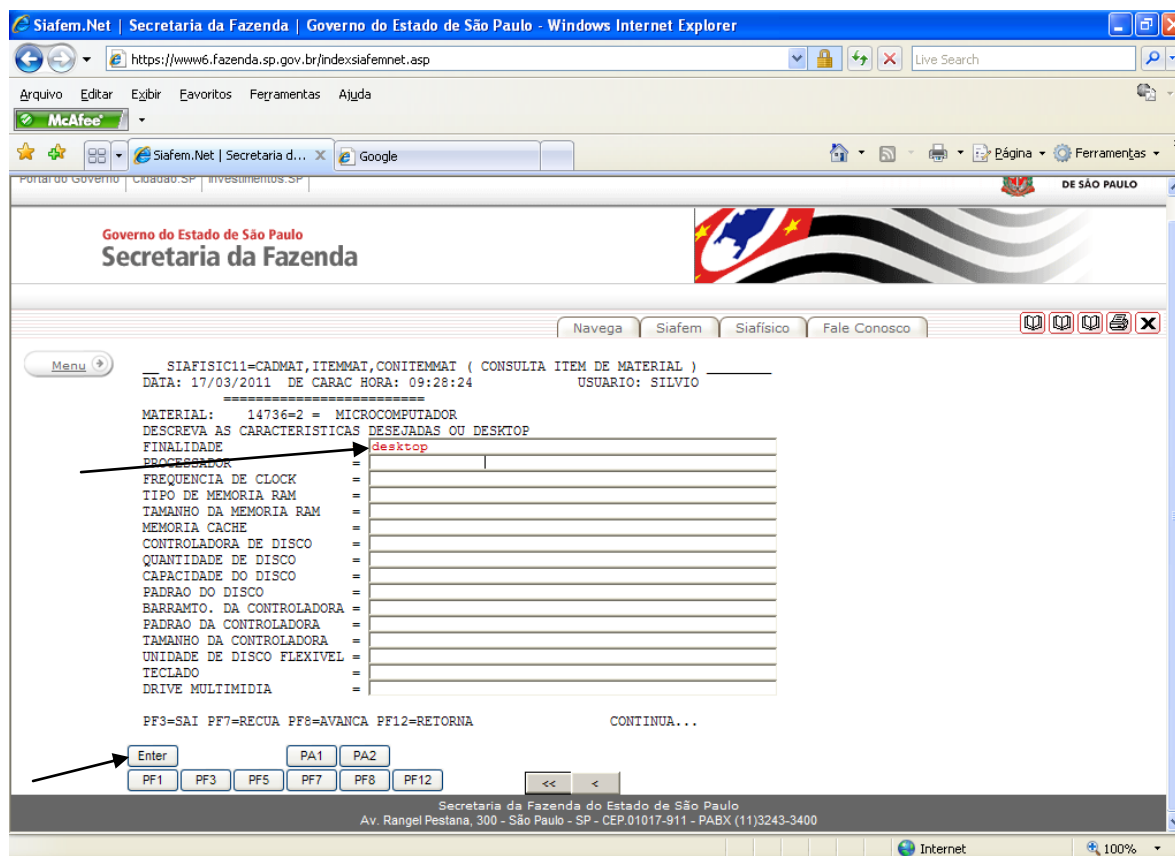 Siafem.Net | Secretaria da Fazenda | Governo do Estado de São Paulo - Windows Internet Explorer
https://www6.fazenda.sp.gov.br/indexsiafemnet.asp
Live Search
Arquivo Editar Exibir Favoritos Ferramentas Ajuda
McAfee
Siafem.Net | Secretaria d... X Google
Página Ferramentas
Portal do Governo | Cidadão.SP | Investimentos.SP
DE SÃO PAULO
Governo do Estado de São Paulo
Secretaria da Fazenda
Navega Siafem Siafísico Fale Conosco
Menu
__ SIAFISIC11=CADMAT,ITEMMAT,CONITEMMAT ( CONSULTA ITEM DE MATERIAL ) ________
DATA: 17/03/2011 DE CARAC HORA: 09:28:24 USUARIO: SILVIO
=========================
MATERIAL: 14736=2 = MICROCOMPUTADOR
DESCREVA AS CARACTERISTICAS DESEJADAS OU DESKTOP
FINALIDADE desktop
PROCESSADOR =
FREQUENCIA DE CLOCK =
TIPO DE MEMORIA RAM =
TAMANHO DA MEMORIA RAM =
MEMORIA CACHE =
CONTROLADORA DE DISCO =
QUANTIDADE DE DISCO =
CAPACIDADE DO DISCO =
PADRAO DO DISCO =
BARRAMTO. DA CONTROLADORA =
PADRAO DA CONTROLADORA =
TAMANHO DA CONTROLADORA =
UNIDADE DE DISCO FLEXIVEL =
TECLADO =
DRIVE MULTIMIDIA =
PF3=SAI PF7=RECUA PF8=AVANCA PF12=RETORNA CONTINUA...
Enter PA1 PA2
PF1 PF3 PF5 PF7 PF8 PF12 << <
Secretaria da Fazenda do Estado de São Paulo
Av. Rangel Pestana, 300 - São Paulo - SP - CEP.01017-911 - PABX (11)3243-3400
Internet 100%